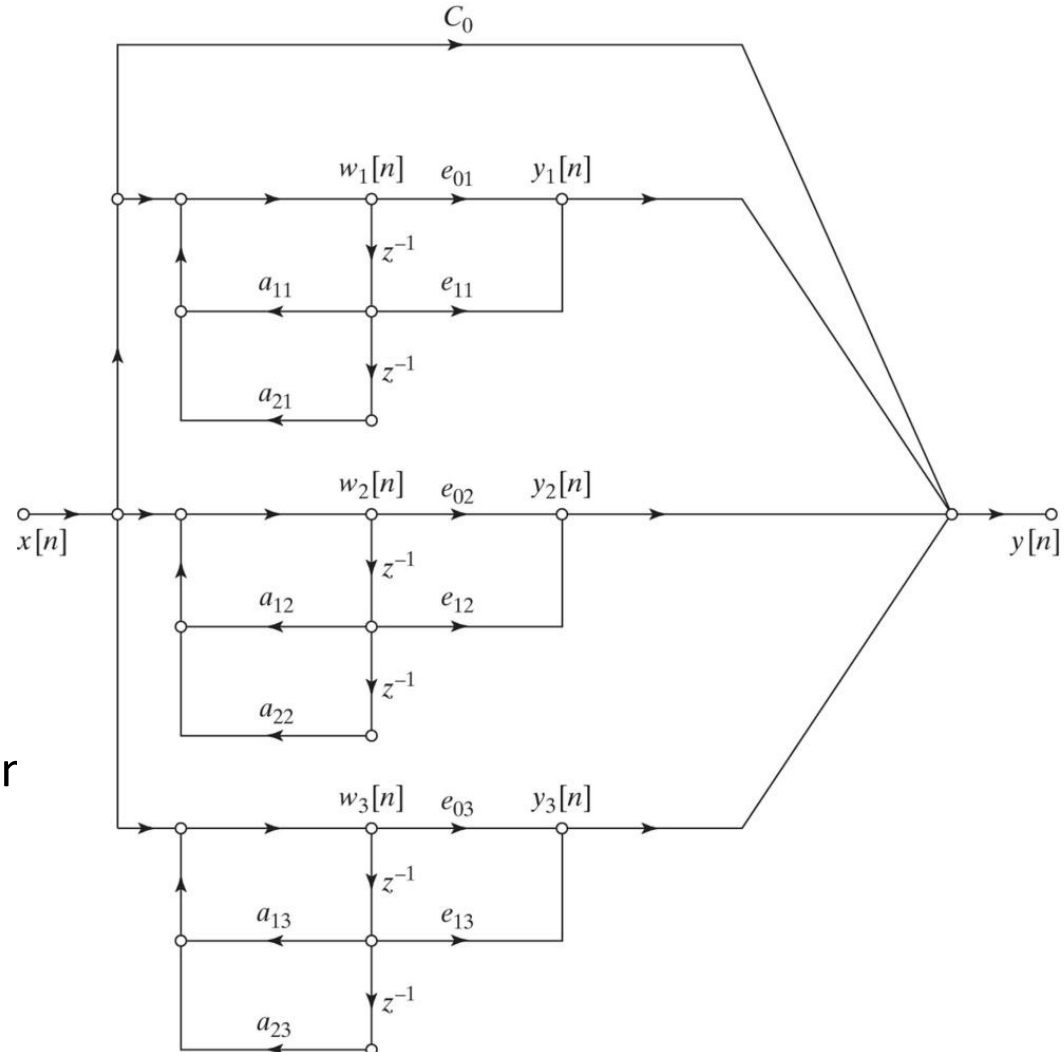 C₀
w₁[n] e₀₁ y₁[n]
z⁻¹
a₁₁ e₁₁
z⁻¹
a₂₁
w₂[n] e₀₂ y₂[n]
x[n] y[n]
z⁻¹
a₁₂ e₁₂
z⁻¹
a₂₂
r
w₃[n] e₀₃ y₃[n]
z⁻¹
a₁₃ e₁₃
z⁻¹
a₂₃